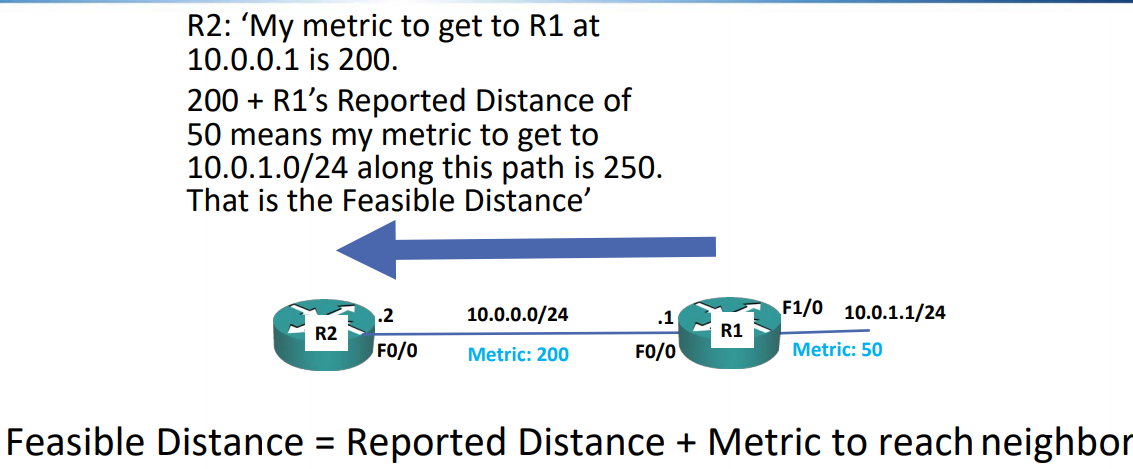 R2: ‘My metric to get to R1 at
10.0.0.1 is 200.
200 + R1’s Reported Distance of
50 means my metric to get to
10.0.1.0/24 along this path is 250.
That is the Feasible Distance’
.2
10.0.0.0/24
.1
F1/0
10.0.1.1/24
R2
R1
F0/0
Metric: 200
F0/0
Metric: 50
Feasible Distance = Reported Distance + Metric to reach neighbor